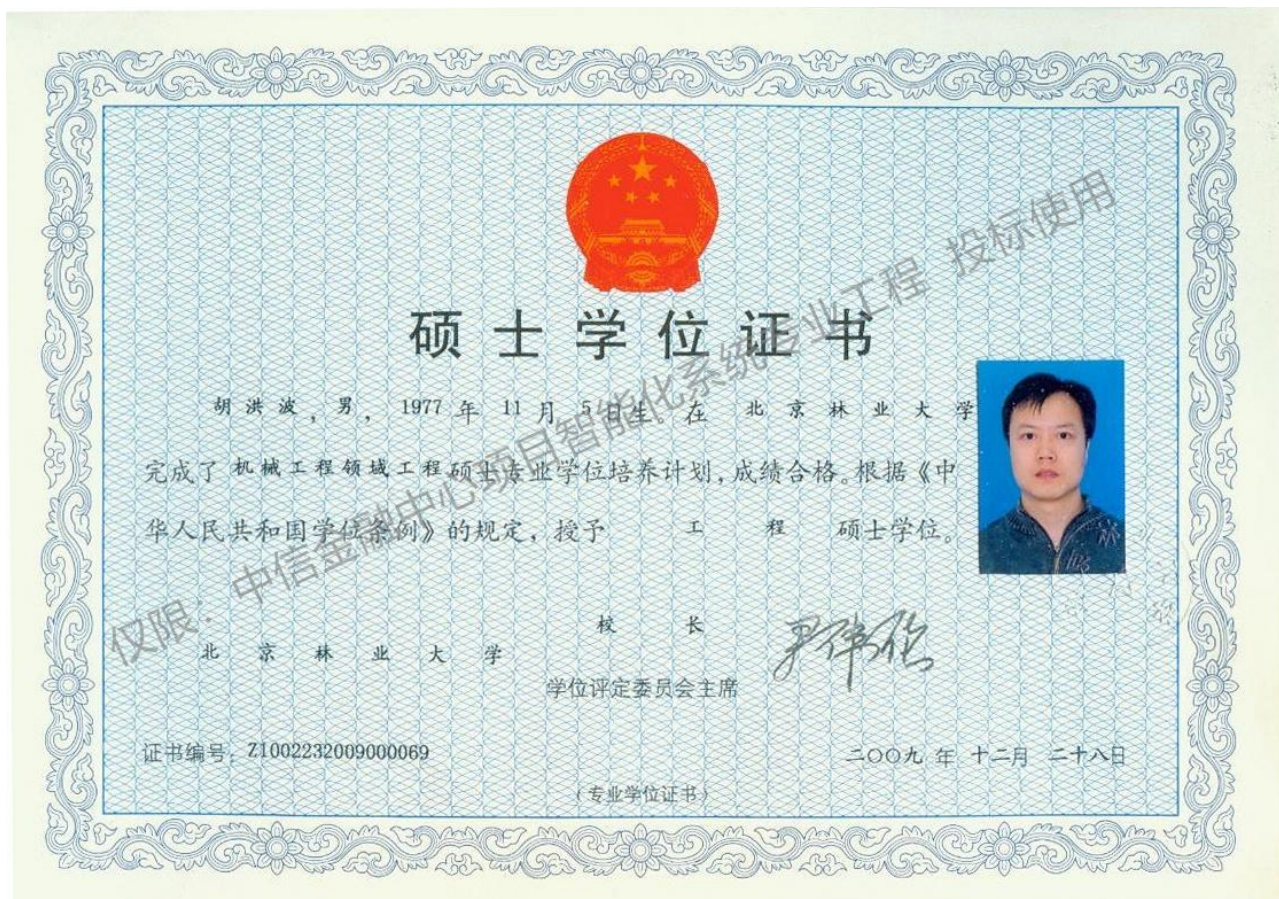 硕士学位证书
胡洪波，男，1977年11月5日生。在 北京林业大学
完成了机械工程领域工程硕士专业学位培养计划，成绩合格。根据《中
华人民共和国学位条例》的规定，授予 工程 硕士学位。
北京林业大学
校长
学位评定委员会主席
证书编号：Z1002232009000069
二〇〇九年十二月二十八日
（专业学位证书）
仅限：中信金融中心项目智能化系统专业工程 投标使用